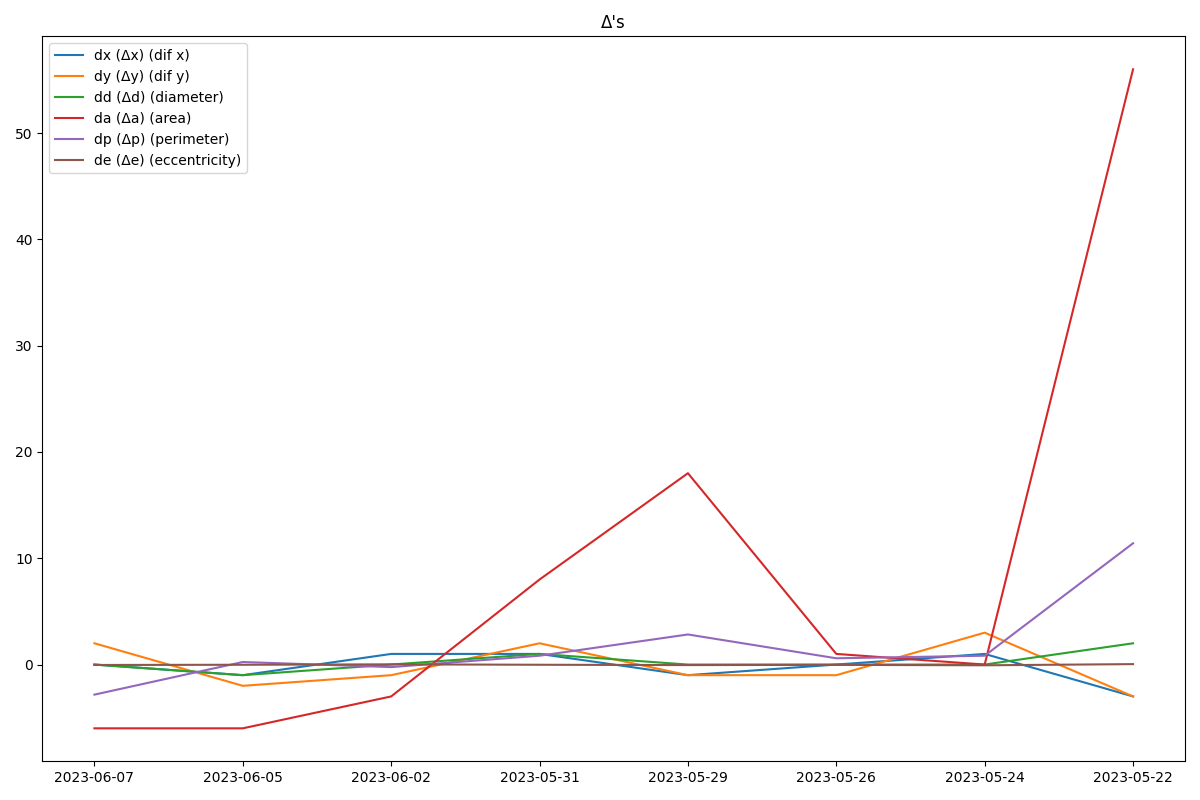 Δ's
dx (Δx) (dif x)
dy (Δy) (dif y)
dd (Δd) (diameter)
da (Δa) (area)
dp (Δp) (perimeter)
de (Δe) (eccentricity)
50
40
30
20
10
0
2023-06-07 2023-06-05 2023-06-02 2023-05-31 2023-05-29 2023-05-26 2023-05-24 2023-05-22